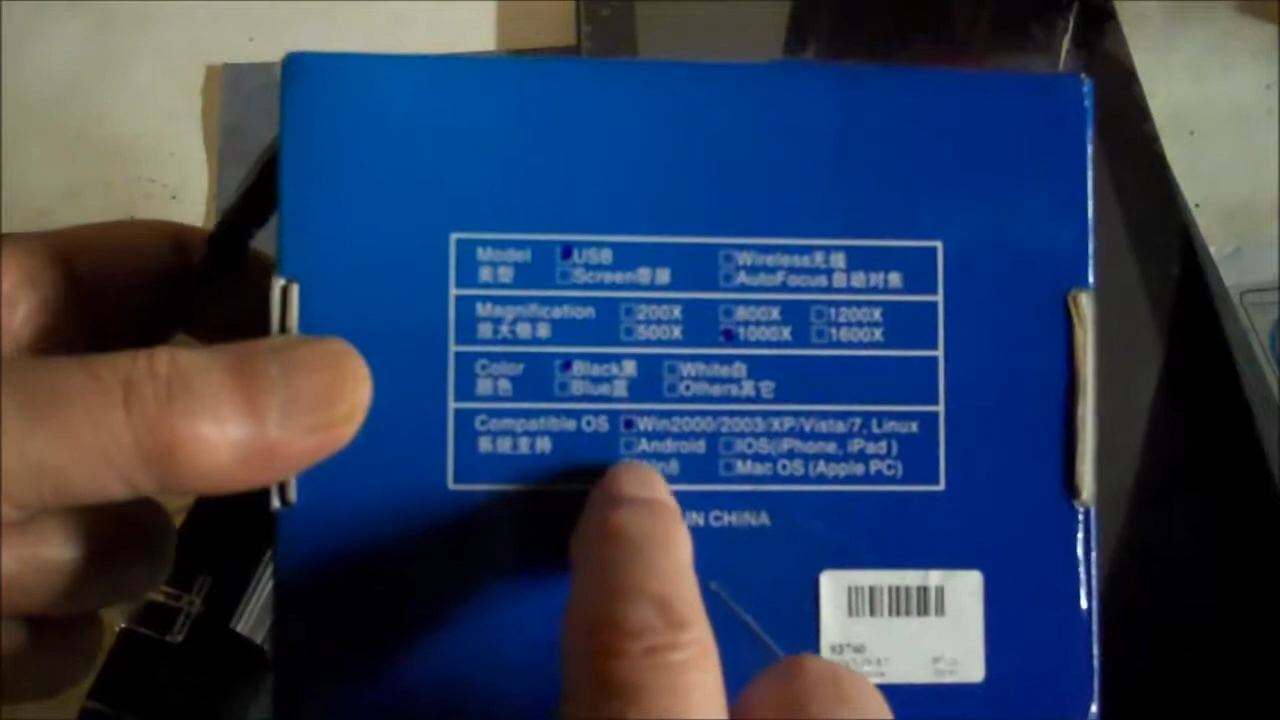 Model USB Wireless无线
类型 Screen带屏 AutoFocus自动对焦
Magnification 200X 800X 1200X
放大倍率 500X 1000X 1600X
Color Black黑 White白
颜色 Blue蓝 Others其它
Compatible OS Win2000/2003/XP/Vista/7, Linux
系统支持 Android IOS(iPhone, iPad)
Mac OS (Apple PC)
IN CHINA